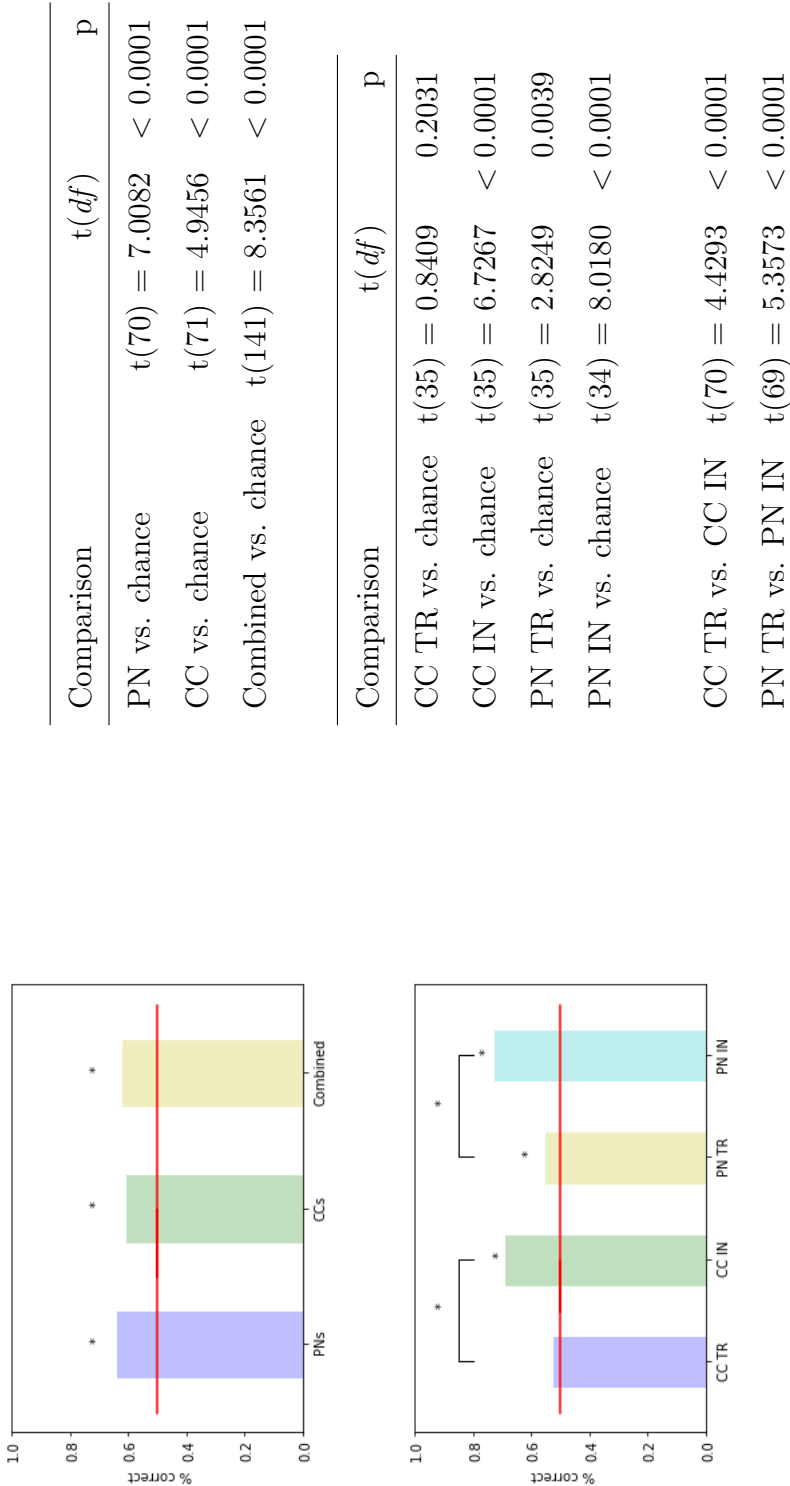 1.0
0.8
0.6
0.4
0.2
0.0
% correct
* * *
PNs CCs Combined
1.0
0.8
0.6
0.4
0.2
0.0
% correct
* *
* * *
CC TR CC IN PN TR PN IN
Comparison t(df) p
PN vs. chance t(70) = 7.0082 < 0.0001
CC vs. chance t(71) = 4.9456 < 0.0001
Combined vs. chance t(141) = 8.3561 < 0.0001
Comparison t(df) p
CC TR vs. chance t(35) = 0.8409 0.2031
CC IN vs. chance t(35) = 6.7267 < 0.0001
PN TR vs. chance t(35) = 2.8249 0.0039
PN IN vs. chance t(34) = 8.0180 < 0.0001
CC TR vs. CC IN t(70) = 4.4293 < 0.0001
PN TR vs. PN IN t(69) = 5.3573 < 0.0001